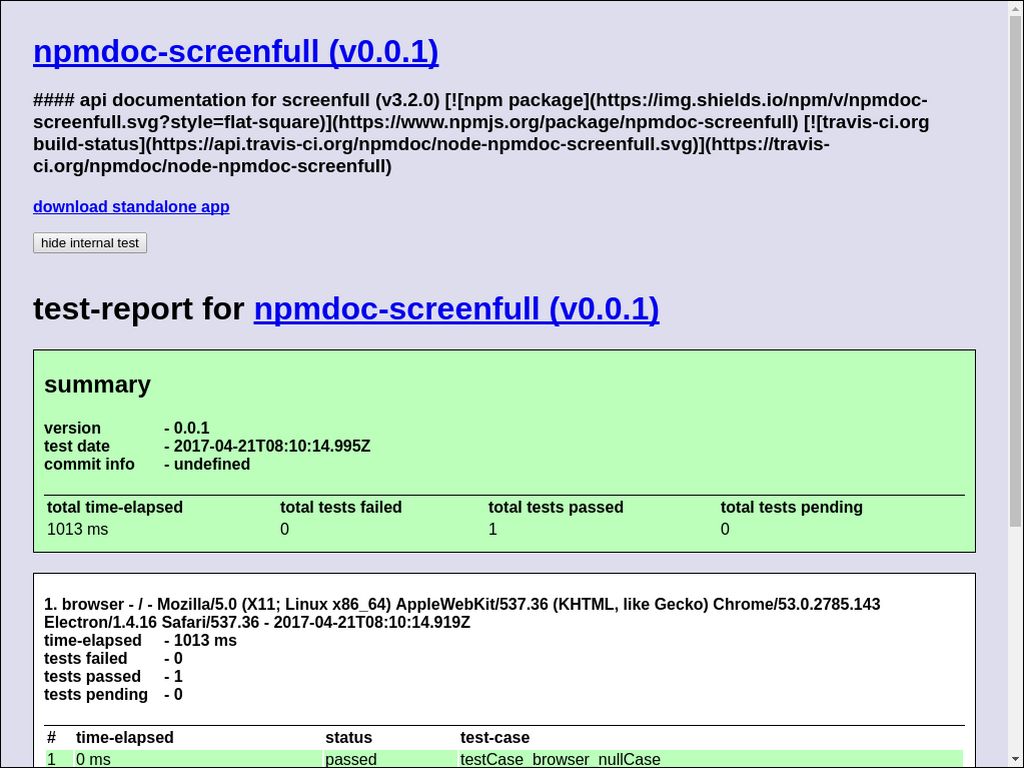 npmdoc-screenfull (v0.0.1)
#### api documentation for screenfull (v3.2.0) [![npm package](https://img.shields.io/npm/v/npmdoc-
screenfull.svg?style=flat-square)](https://www.npmjs.org/package/npmdoc-screenfull) [![travis-ci.org
build-status](https://api.travis-ci.org/npmdoc/node-npmdoc-screenfull.svg)](https://travis-
ci.org/npmdoc/node-npmdoc-screenfull)
download standalone app
hide internal test
test-report for npmdoc-screenfull (v0.0.1)
summary
version - 0.0.1
test date - 2017-04-21T08:10:14.995Z
commit info - undefined
total time-elapsed total tests failed total tests passed total tests pending
1013 ms 0 1 0
1. browser - / - Mozilla/5.0 (X11; Linux x86_64) AppleWebKit/537.36 (KHTML, like Gecko) Chrome/53.0.2785.143
Electron/1.4.16 Safari/537.36 - 2017-04-21T08:10:14.919Z
time-elapsed - 1013 ms
tests failed - 0
tests passed - 1
tests pending - 0
# time-elapsed status test-case
1 0 ms passed testCase_browser_nullCase